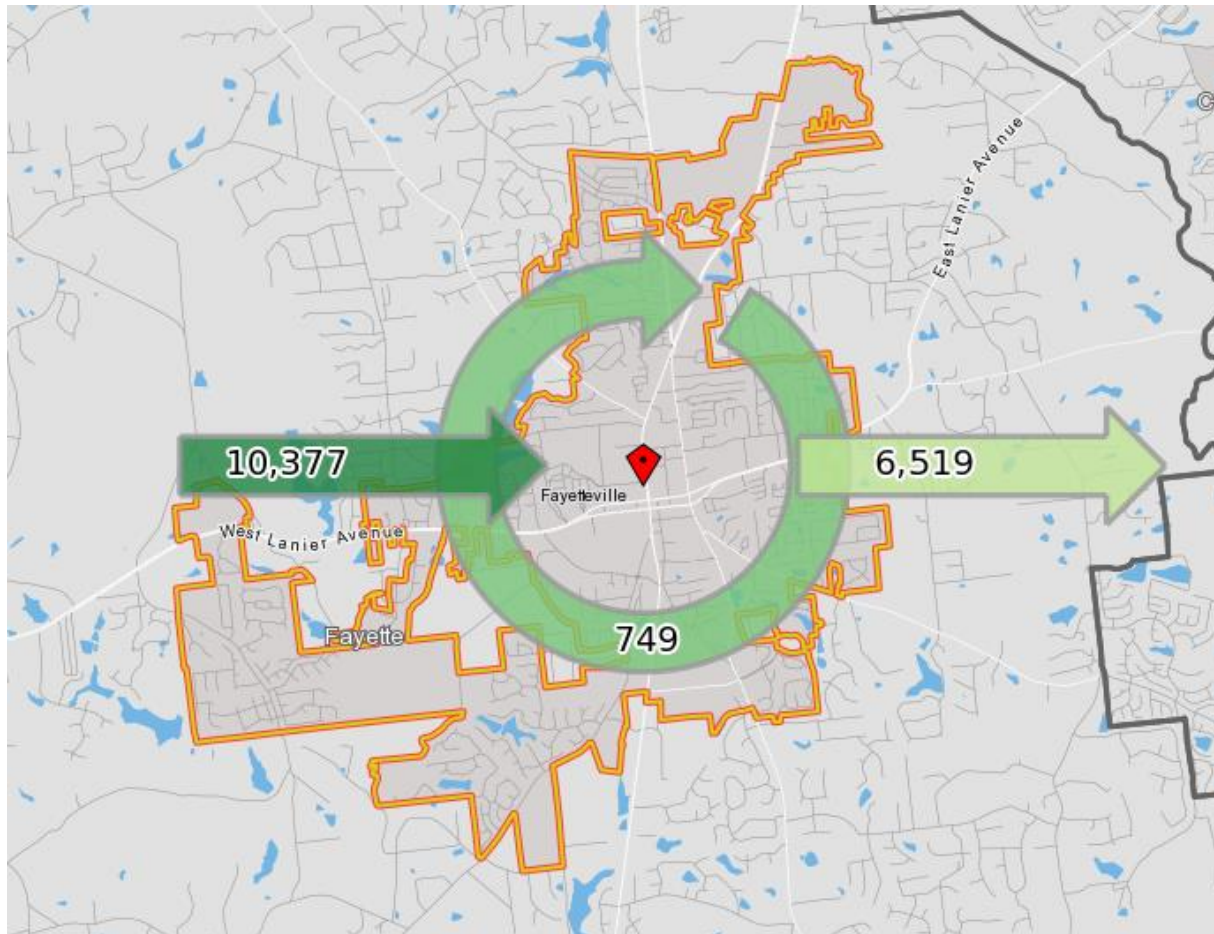 C
East Lanier Avenue
10,377
6,519
Fayetteville
West Lanier Avenue
Fayette
749